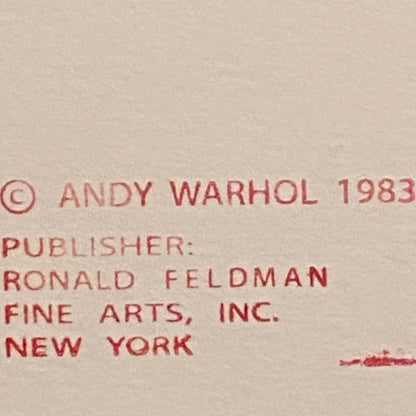 © ANDY WARHOL 1983
PUBLISHER:
RONALD FELDMAN
FINE ARTS, INC.
NEW YORK